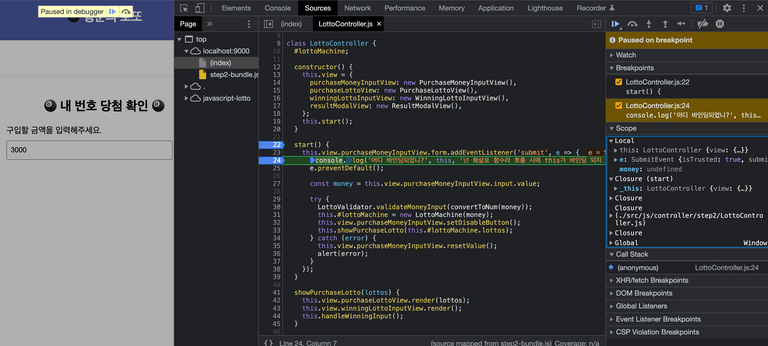 Paused in debugger
행운의 로또
내 번호 당첨 확인
구입할 금액을 입력해주세요.
3000
Elements Console Sources Network Performance Memory Application Security Lighthouse Recorder 1
Page
(index) LottoController.js ×
top
localhost:9000
(index)
step2-bundle.js
.
javascript-lotto
8
9 class LottoController {
10 #lottoMachine;
11
12 constructor() {
13 this.view = {
14 purchaseMoneyInputView: new PurchaseMoneyInputView(),
15 purchaseLottoView: new PurchaseLottoView(),
16 winningLottoInputView: new WinningLottoInputView(),
17 resultModalView: new ResultModalView(),
18 };
19 this.start();
20 }
21
22 start() {
23 this.view.purchaseMoneyInputView.form.addEventListener('submit', e => { e = S
24 console.log('어디 바인딩되었니?', this, '넌 화살표 함수라 호출 시에 this가 바인딩 되지
25 e.preventDefault();
26
27 const money = this.view.purchaseMoneyInputView.input.value;
28
29 try {
30 LottoValidator.validateMoneyInput(convertToNum(money));
31 this.#lottoMachine = new LottoMachine(money);
32 this.view.purchaseMoneyInputView.setDisableButton();
33 this.showPurchaseLotto(this.#lottoMachine.lottos);
34 } catch (error) {
35 this.view.purchaseMoneyInputView.resetValue();
36 alert(error);
37 }
38 });
39 }
40
41 showPurchaseLotto(lottos) {
42 this.view.purchaseLottoView.render(lottos);
43 this.view.winningLottoInputView.render();
44 this.handleWinningInput();
45 }
{ } Line 24, Column 7 (source mapped from step2-bundle.js) Coverage: n/a
Paused on breakpoint
Watch
Breakpoints
LottoController.js:22
start() {
LottoController.js:24
console.log('어디 바인딩되었니?', this…
Scope
Local
this: LottoController {view: {…}}
e: SubmitEvent {isTrusted: true, submit
money: undefined
Closure (start)
_this: LottoController {view: {…}}
Closure
Closure
(./src/js/controller/step2/LottoContro
ller.js)
Closure
Global Window
Call Stack
(anonymous) LottoController.js:24
XHR/fetch Breakpoints
DOM Breakpoints
Global Listeners
Event Listener Breakpoints
CSP Violation Breakpoints